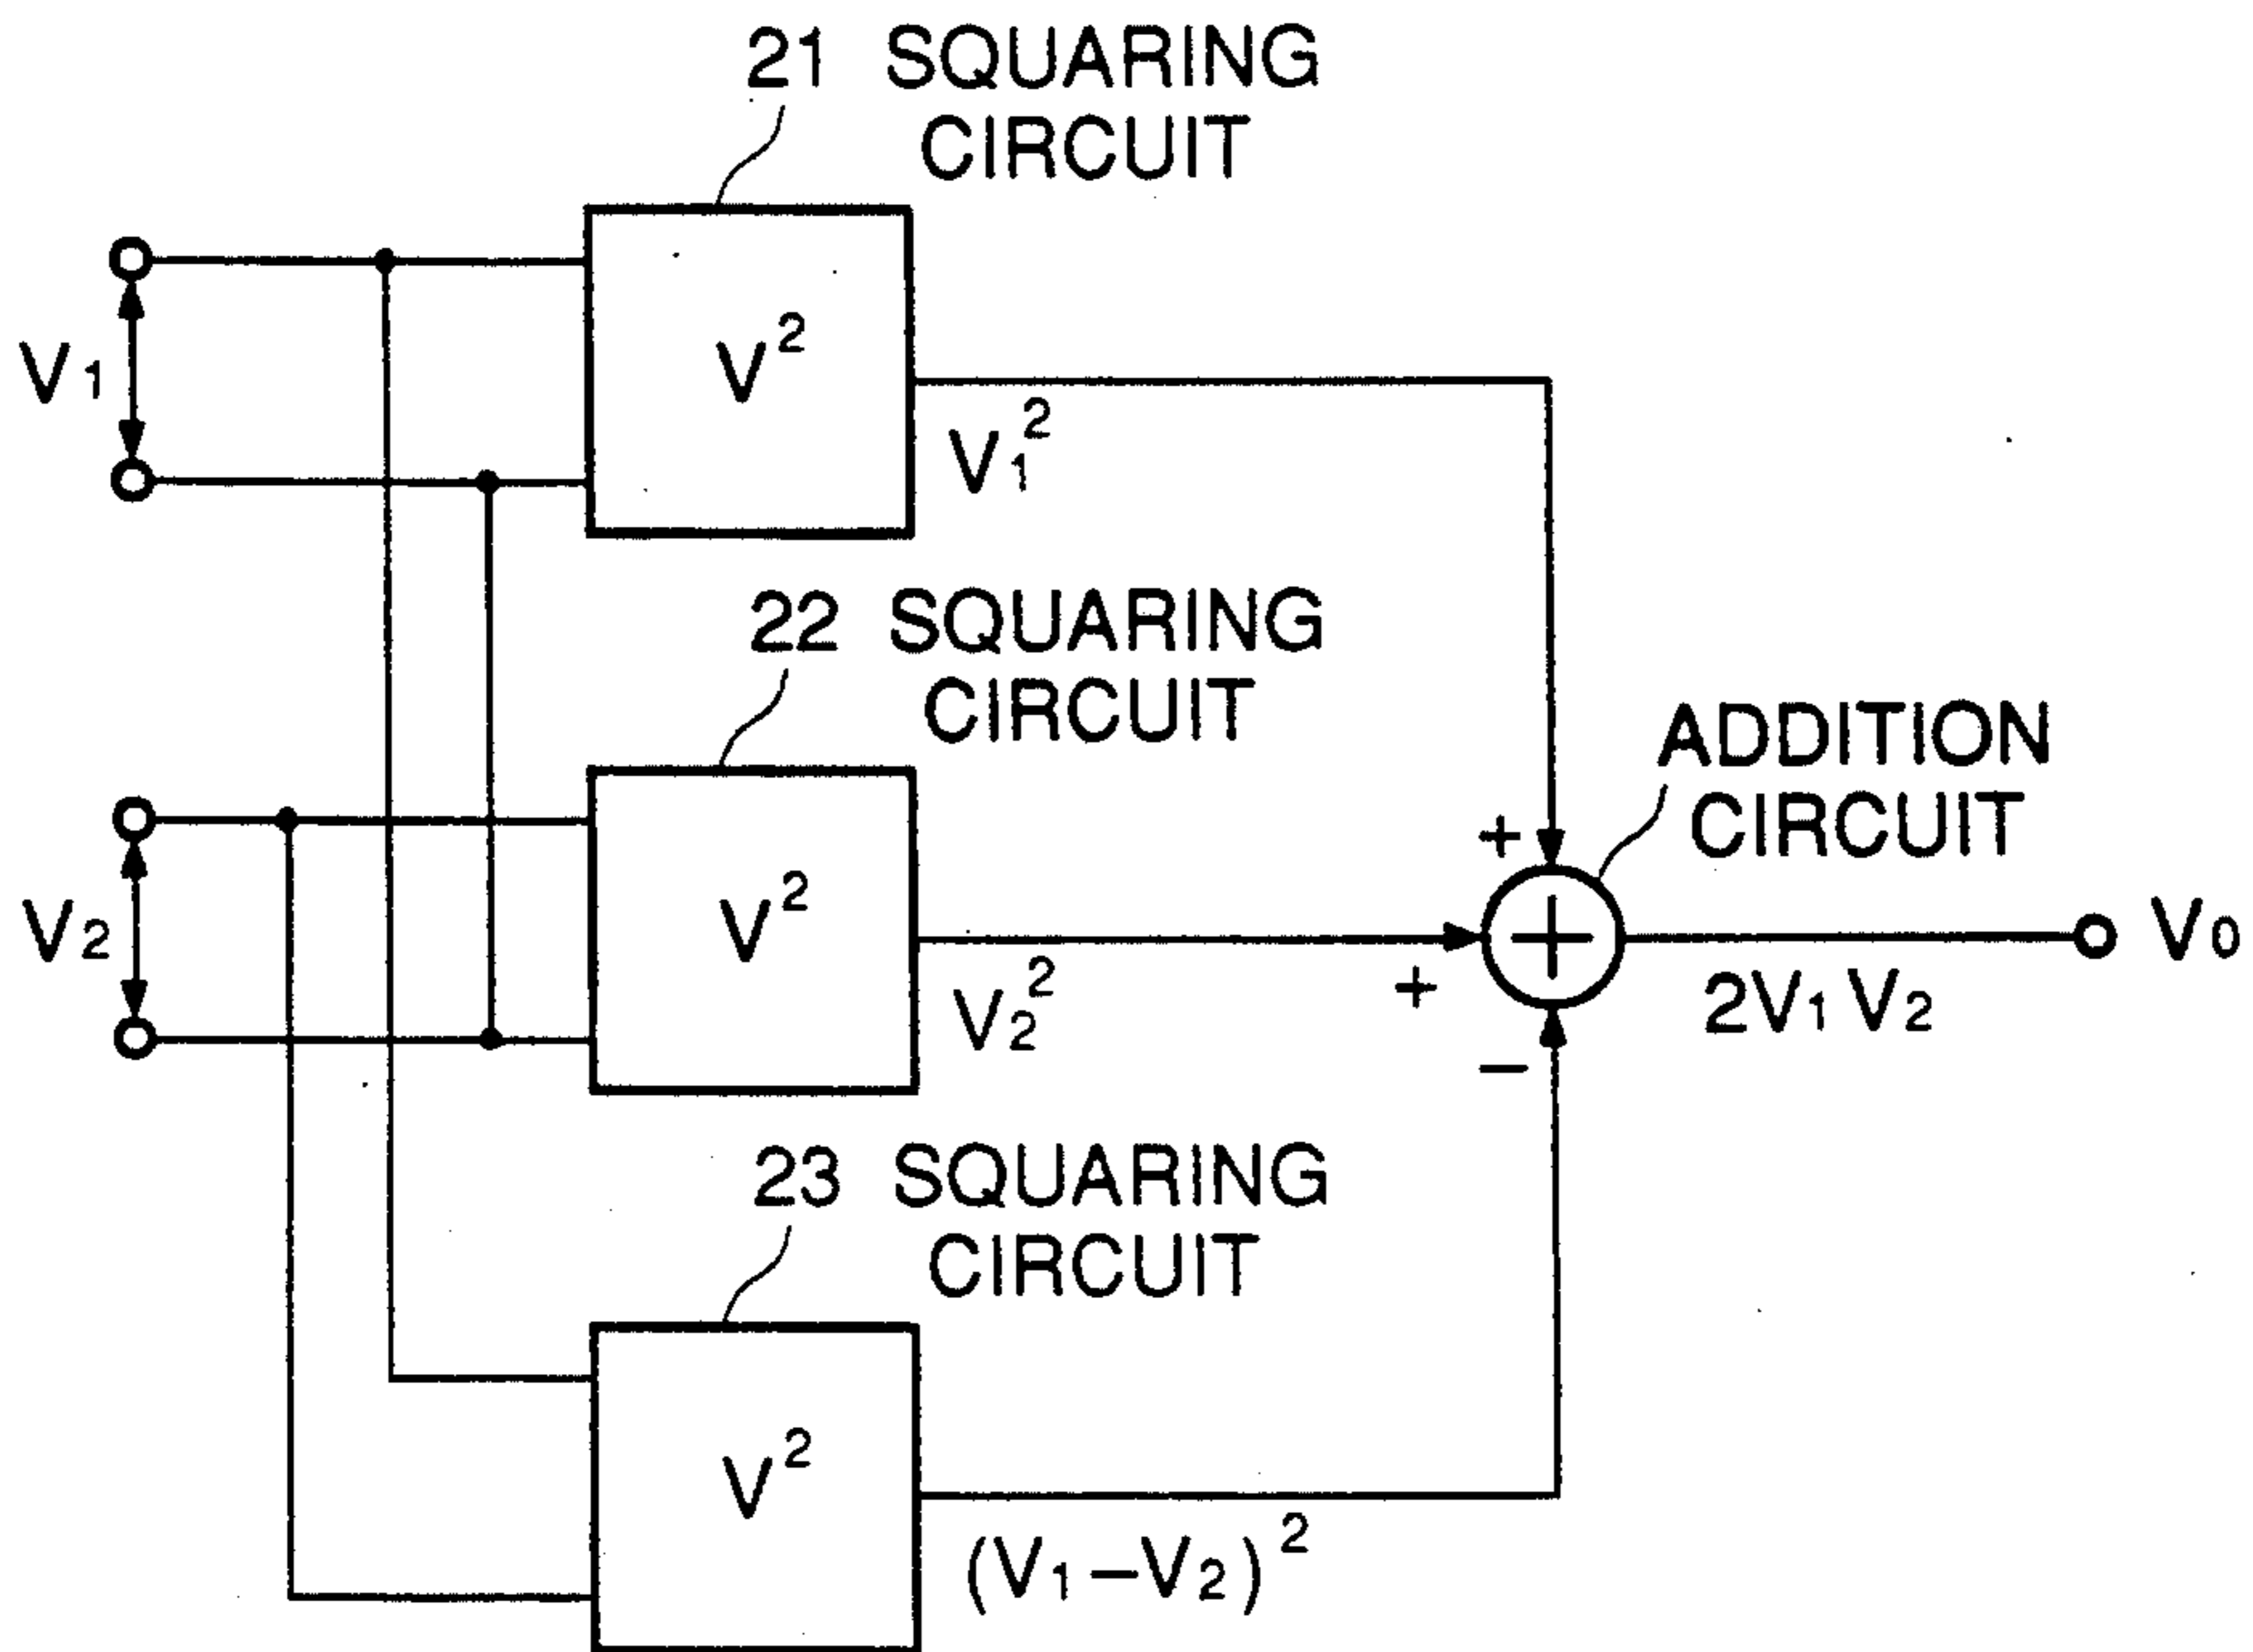 21 SQUARING
CIRCUIT
V1
V²
V1²
22 SQUARING
CIRCUIT
ADDITION
CIRCUIT
V2
V²
V2²
+
+
+
−
2V1V2
V0
23 SQUARING
CIRCUIT
V²
(V1−V2)²